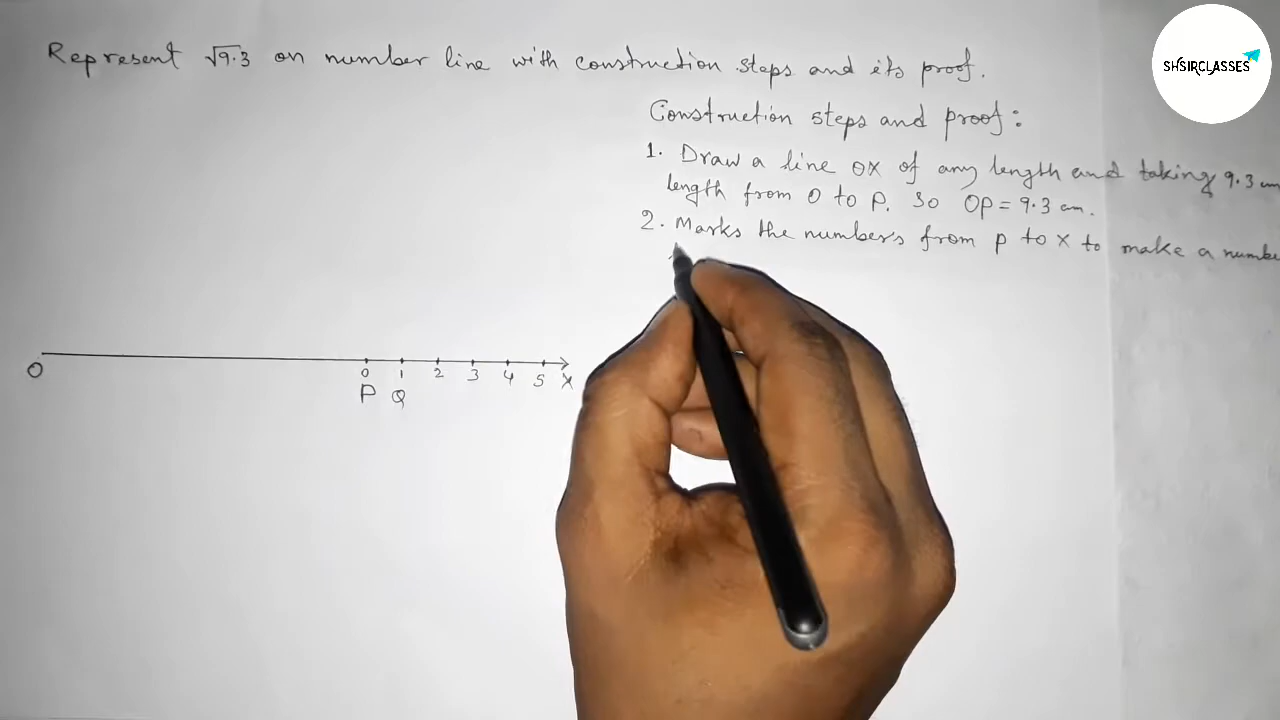 Represent √9.3 on number line with construction steps and its proof.
SHSIRCLASSES
Construction steps and proof:
1. Draw a line OX of any length and taking 9.3 cm
length from O to P. So OP = 9.3 cm.
2. Marks the numbers from P to X to make a numbe
O 0 1 2 3 4 5 X
P Q